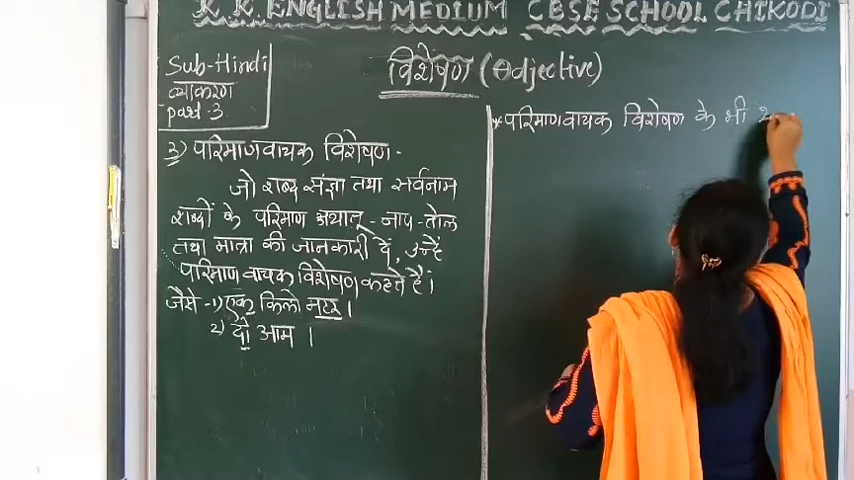 K K ENGLISH MEDIUM CBSE SCHOOL CHIKODI
Sub-Hindi
व्याकरण
part-3
विशेषण (Adjective)
3) परिमाणवाचक विशेषण -
जो शब्द संज्ञा तथा सर्वनाम
शब्दों के परिमाण अर्थात् - नाप-तोल
तथा मात्रा की जानकारी दें, उन्हें
परिमाणवाचक विशेषण कहते हैं।
जैसे -1) एक किलो मटर।
2) दो आम ।
* परिमाणवाचक विशेषण के भी